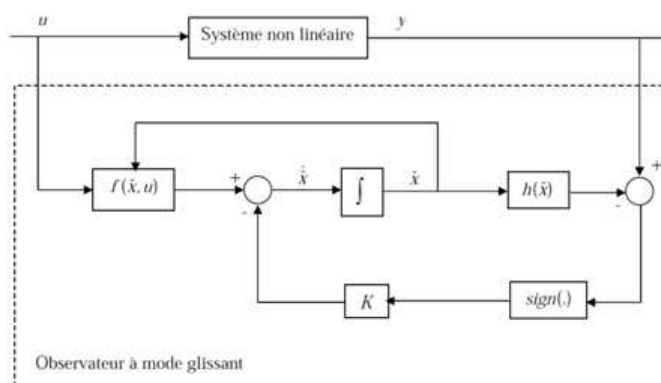 u
Système non linéaire
y
f(x̂, u)
+
-
ẋ̂
∫
x̂
h(x̂)
+
-
K
sign(.)
Observateur à mode glissant